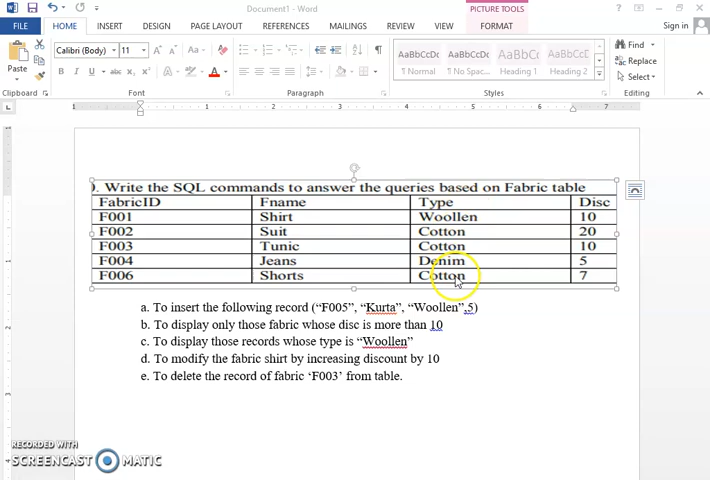 Document1 - Word
PICTURE TOOLS
FILE
HOME
INSERT
DESIGN
PAGE LAYOUT
REFERENCES
MAILINGS
REVIEW
VIEW
FORMAT
Sign in
Paste
Calibri (Body)
11
Clipboard
Font
Paragraph
AaBbCcDc
¶ Normal
AaBbCcDc
¶ No Spac...
AaBbCc
Heading 1
AaBbCcD
Heading 2
Styles
Find
Replace
Select
Editing
). Write the SQL commands to answer the queries based on Fabric table
FabricID Fname Type Disc
F001 Shirt Woollen 10
F002 Suit Cotton 20
F003 Tunic Cotton 10
F004 Jeans Denim 5
F006 Shorts Cotton 7
a. To insert the following record (“F005”, “Kurta”, “Woollen”,5)
b. To display only those fabric whose disc is more than 10
c. To display those records whose type is “Woollen”
d. To modify the fabric shirt by increasing discount by 10
e. To delete the record of fabric ‘F003’ from table.
RECORDED WITH
SCREENCAST MATIC